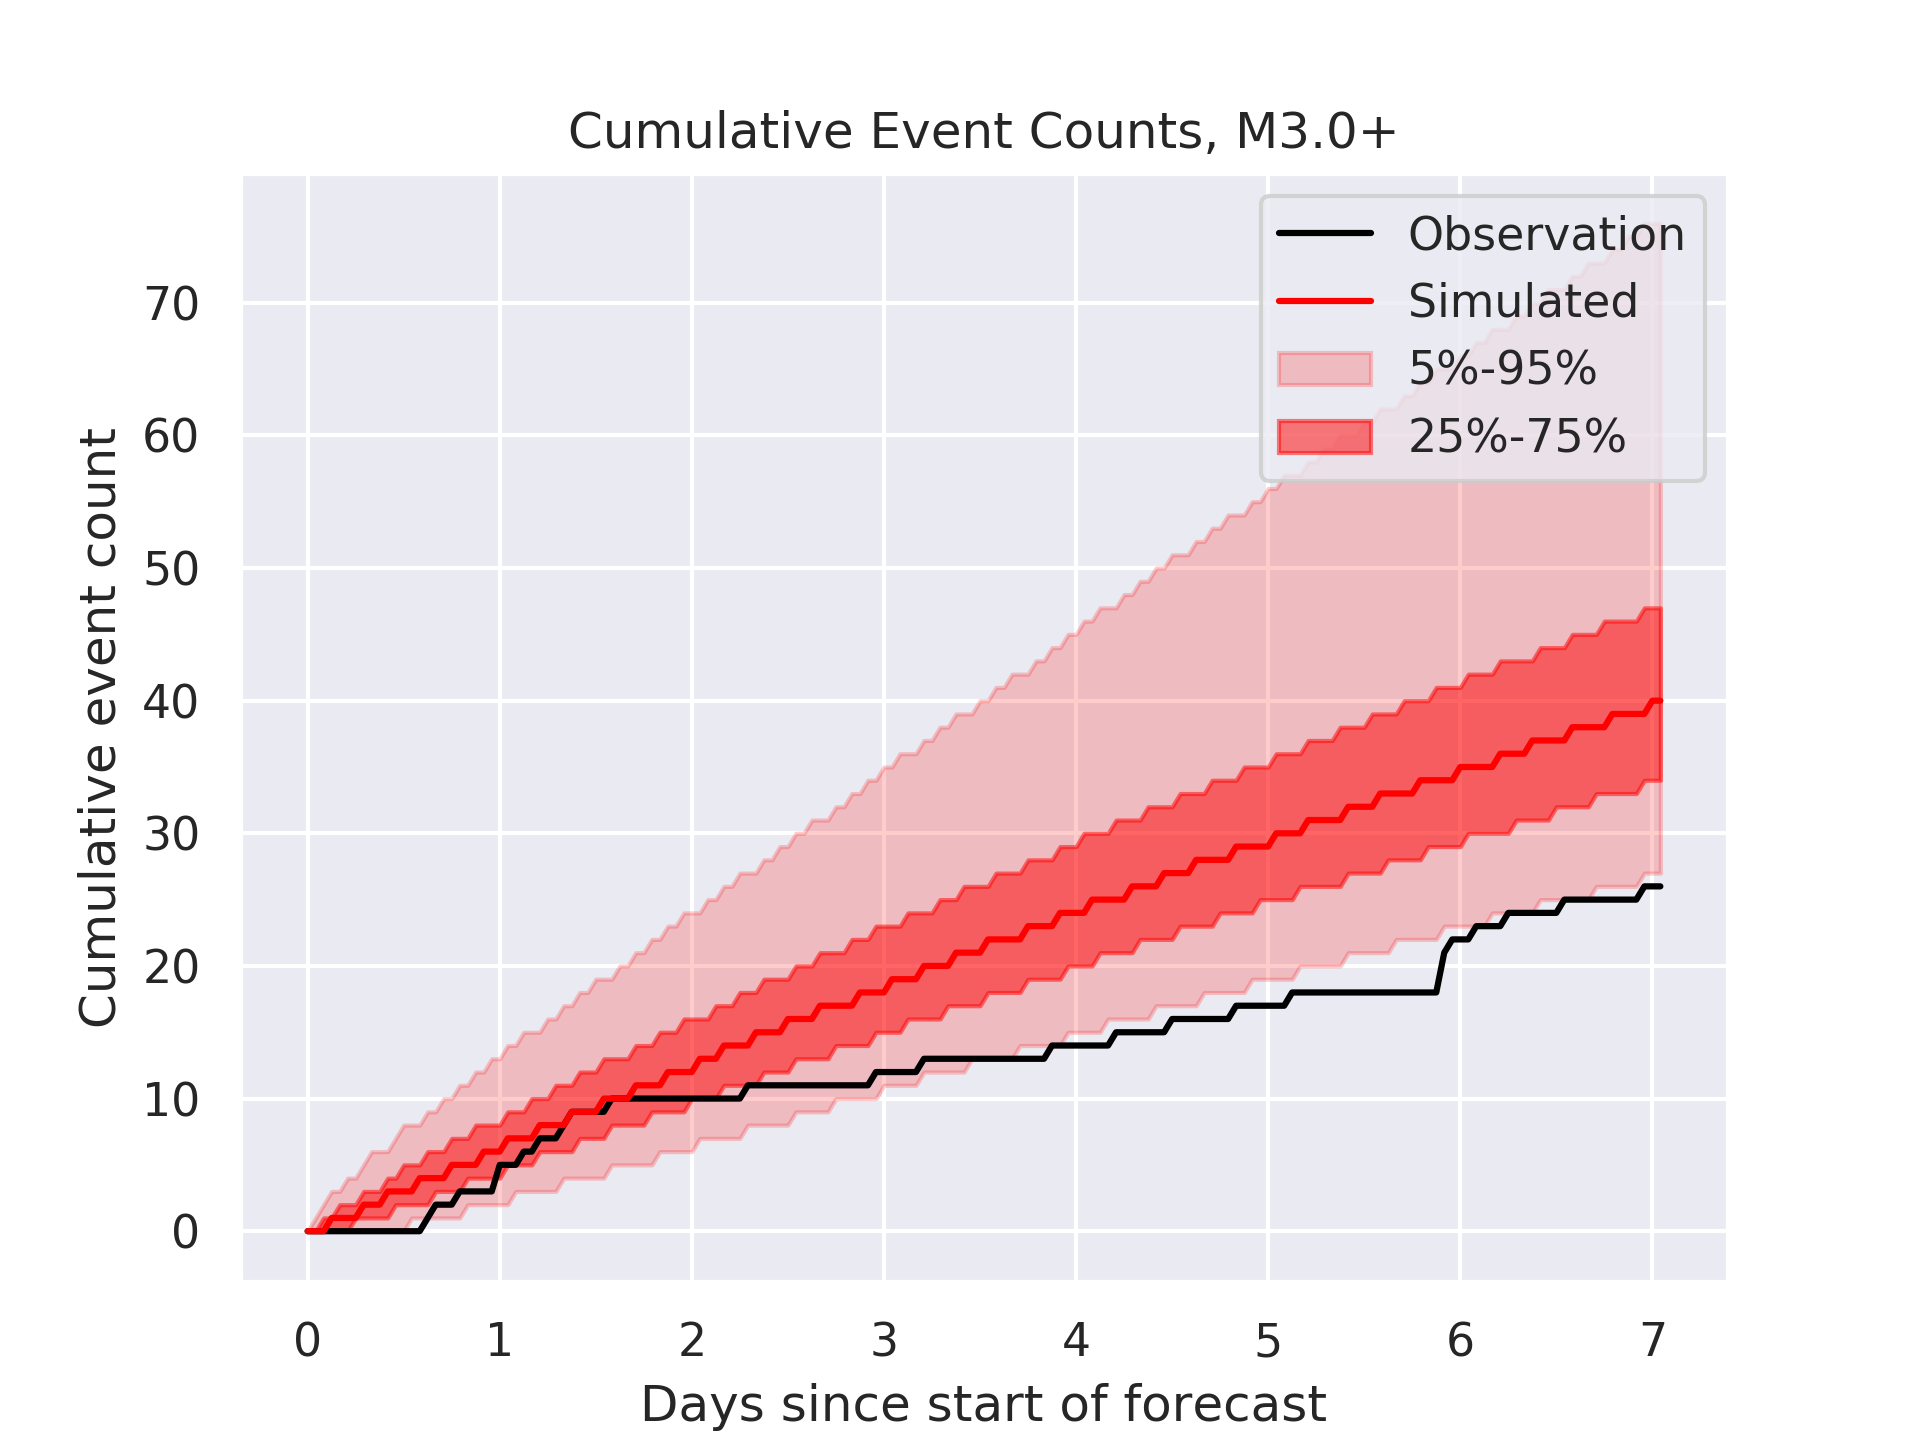 Cumulative Event Counts, M3.0+
Observation
Simulated
5%-95%
25%-75%
Cumulative event count
70
60
50
40
30
20
10
0
0 1 2 3 4 5 6 7
Days since start of forecast